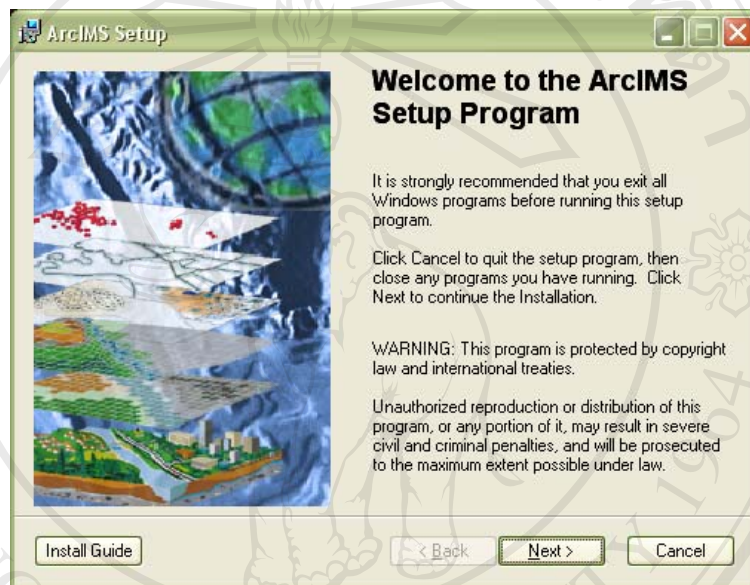 ArcIMS Setup
Welcome to the ArcIMS
Setup Program
It is strongly recommended that you exit all
Windows programs before running this setup
program.
Click Cancel to quit the setup program, then
close any programs you have running. Click
Next to continue the Installation.
WARNING: This program is protected by copyright
law and international treaties.
Unauthorized reproduction or distribution of this
program, or any portion of it, may result in severe
civil and criminal penalties, and will be prosecuted
to the maximum extent possible under law.
Install Guide
< Back
Next >
Cancel
1964